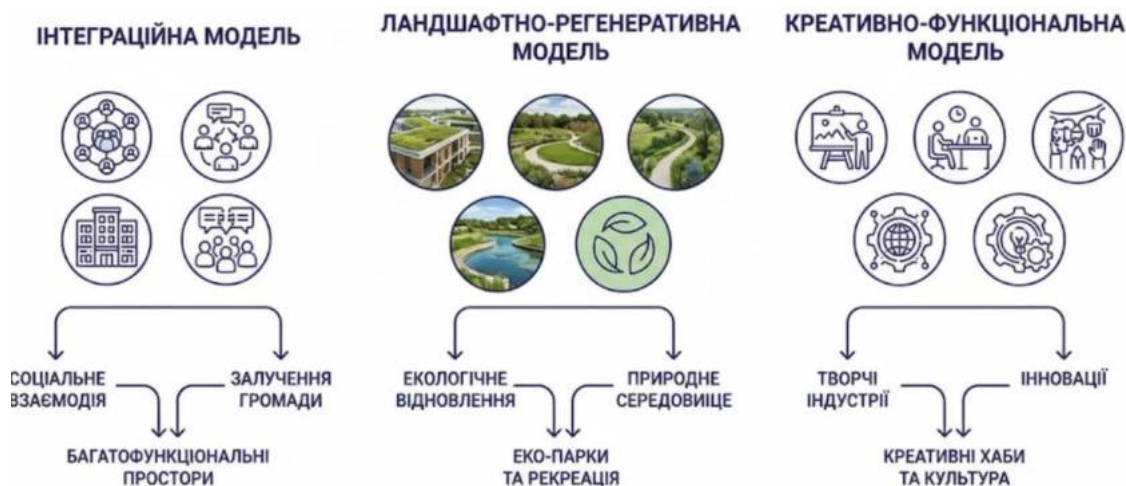 ІНТЕГРАЦІЙНА МОДЕЛЬ
ЛАНДШАФТНО-РЕГЕНЕРАТИВНА
МОДЕЛЬ
КРЕАТИВНО-ФУНКЦІОНАЛЬНА
МОДЕЛЬ
СОЦІАЛЬНЕ
ВЗАЄМОДІЯ
ЗАЛУЧЕННЯ
ГРОМАДИ
БАГАТОФУНКЦІОНАЛЬНІ
ПРОСТОРИ
ЕКОЛОГІЧНЕ
ВІДНОВЛЕННЯ
ПРИРОДНЕ
СЕРЕДОВИЩЕ
ЕКО-ПАРКИ
ТА РЕКРЕАЦІЯ
ТВОРЧІ
ІНДУСТРІЇ
ІННОВАЦІЇ
КРЕАТИВНІ ХАБИ
ТА КУЛЬТУРА